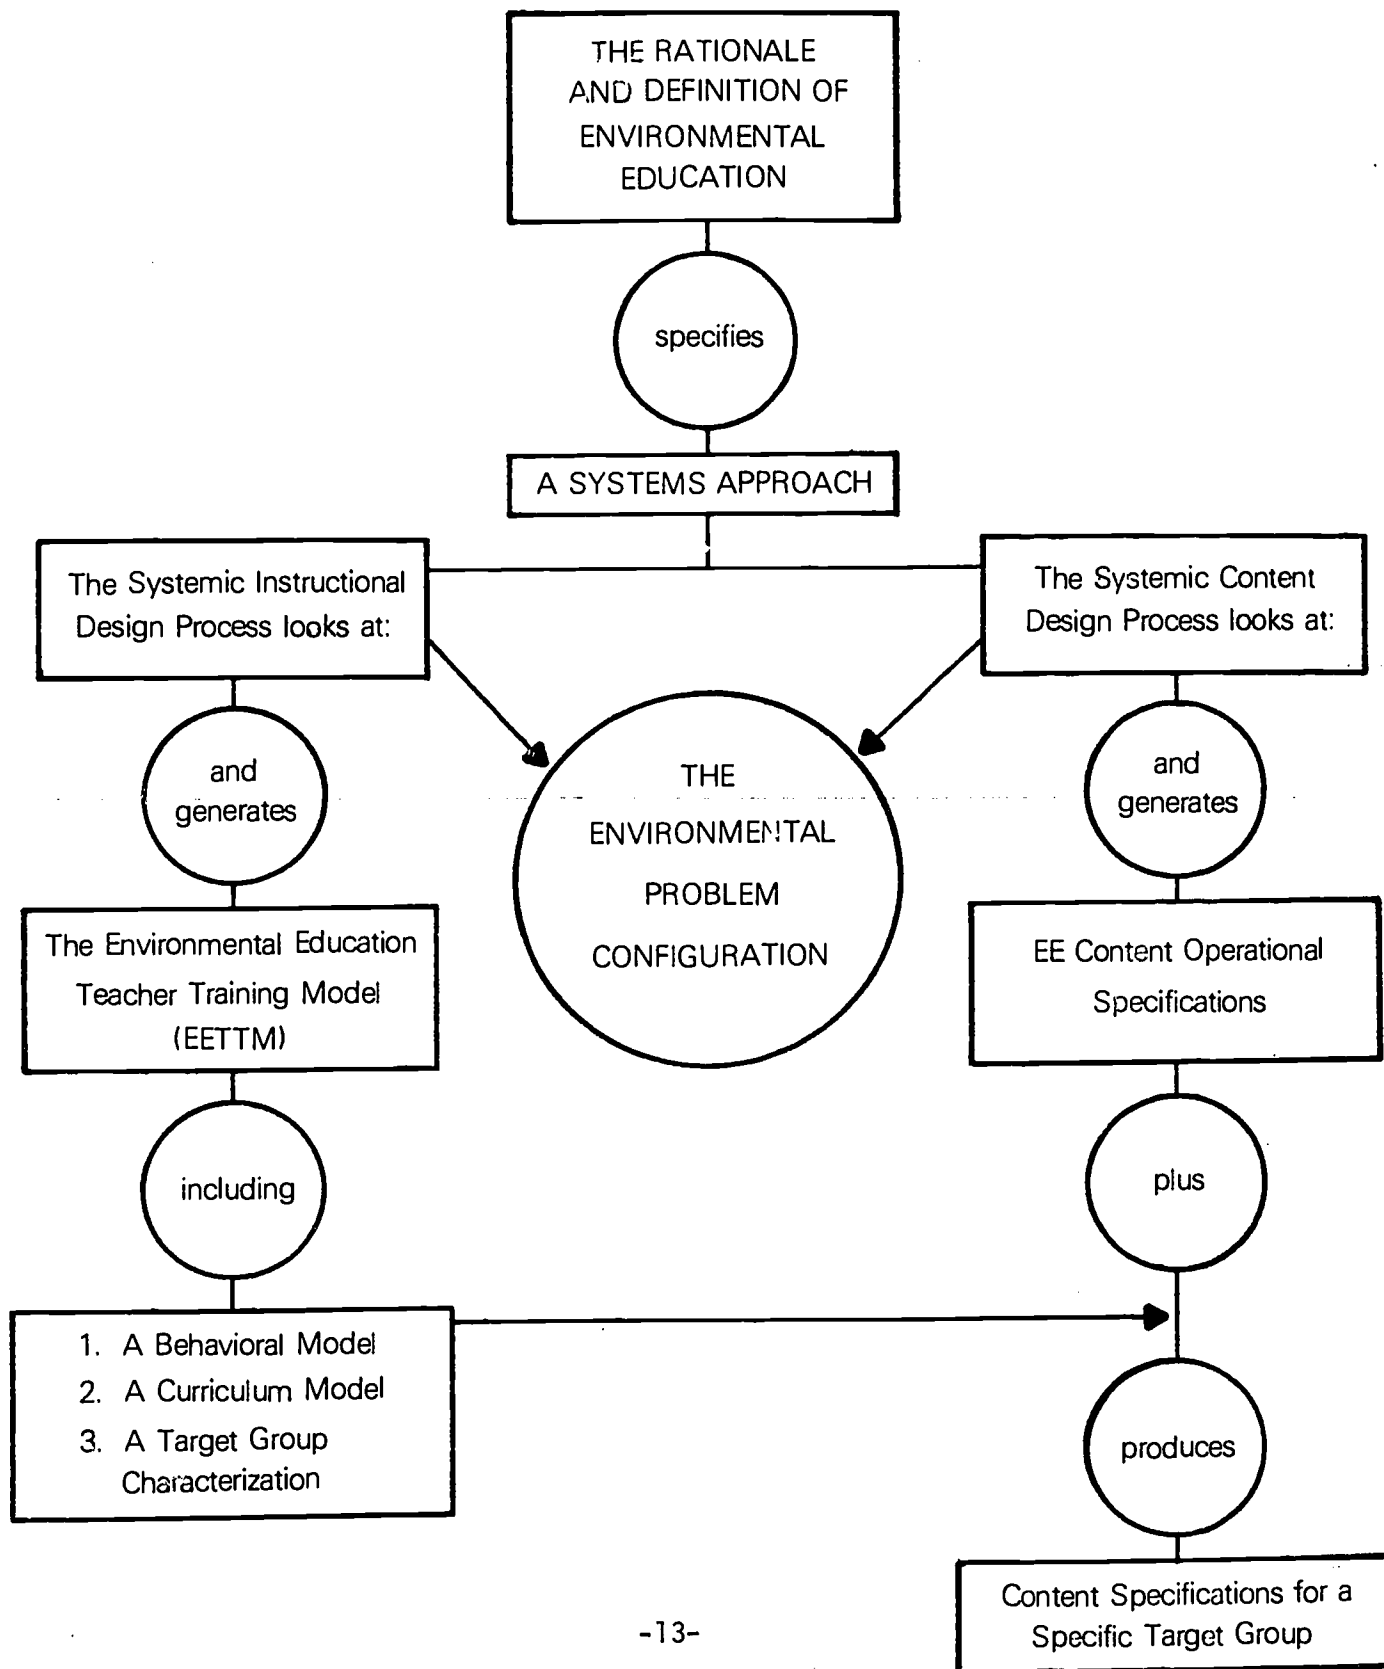 THE RATIONALE
AND DEFINITION OF
ENVIRONMENTAL
EDUCATION
specifies
A SYSTEMS APPROACH
The Systemic Instructional
Design Process looks at:
The Systemic Content
Design Process looks at:
and
generates
THE
ENVIRONMENTAL
PROBLEM
CONFIGURATION
and
generates
The Environmental Education
Teacher Training Model
(EETTM)
EE Content Operational
Specifications
including
plus
1. A Behavioral Model
2. A Curriculum Model
3. A Target Group
Characterization
produces
Content Specifications for a
Specific Target Group
-13-